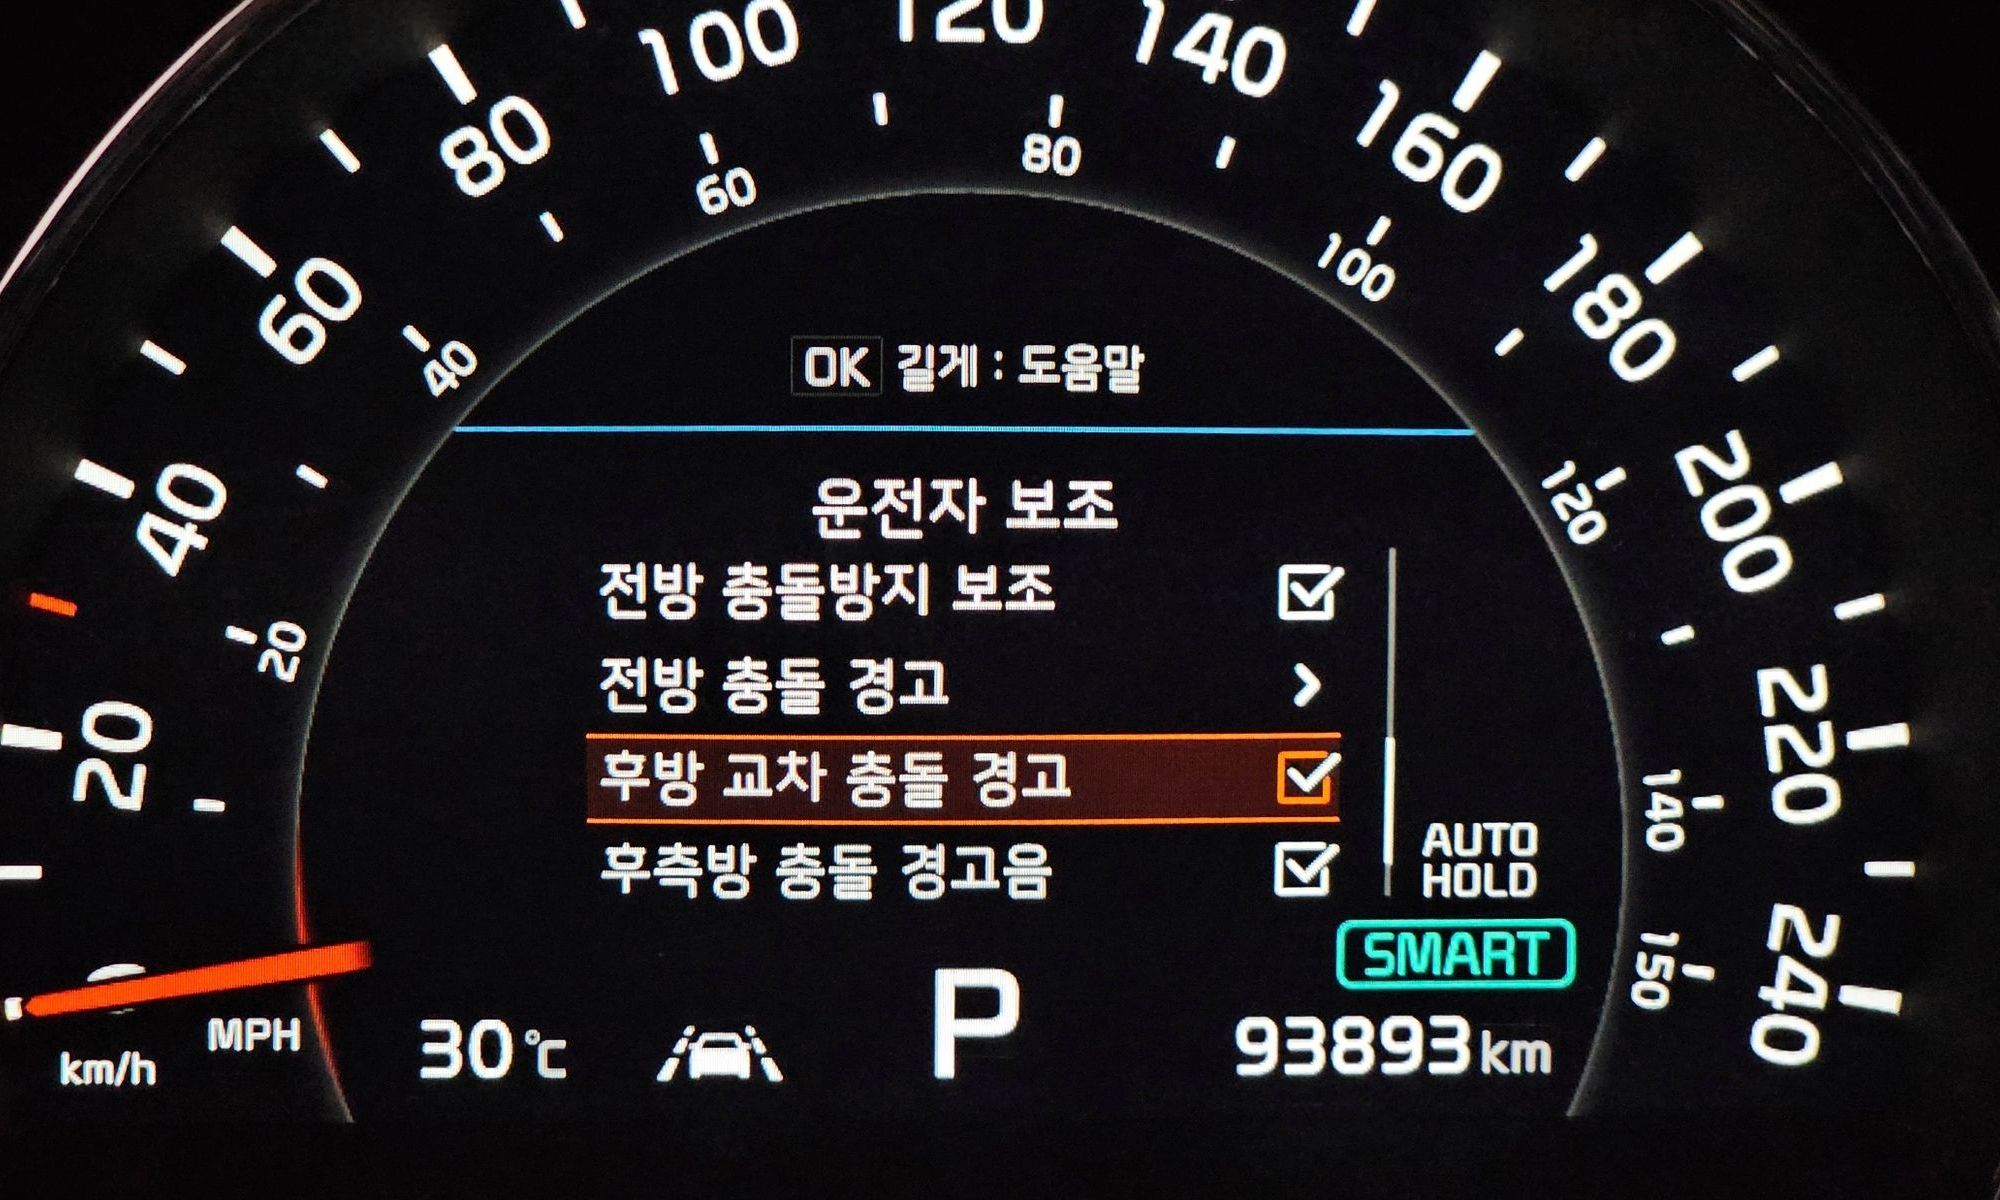 100 120 140
80 160
60 80
60 100 180
40
OK 길게 : 도움말
40 200
운전자 보조
120
전방 충돌방지 보조
20
전방 충돌 경고 >
20 220
후방 교차 충돌 경고
140
후측방 충돌 경고음
AUTO
HOLD
SMART
240
150
P
MPH
km/h
30℃
93893 km